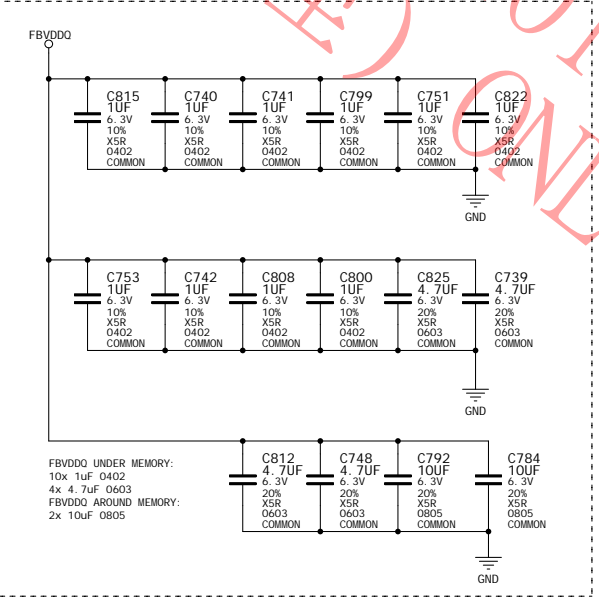 FBVDDQ
C815
1UF
6.3V
10%
X5R
0402
COMMON
C740
1UF
6.3V
10%
X5R
0402
COMMON
C741
1UF
6.3V
10%
X5R
0402
COMMON
C799
1UF
6.3V
10%
X5R
0402
COMMON
C751
1UF
6.3V
10%
X5R
0402
COMMON
C822
1UF
6.3V
10%
X5R
0402
COMMON
GND
C753
1UF
6.3V
10%
X5R
0402
COMMON
C742
1UF
6.3V
10%
X5R
0402
COMMON
C808
1UF
6.3V
10%
X5R
0402
COMMON
C800
1UF
6.3V
10%
X5R
0402
COMMON
C825
4.7UF
6.3V
20%
X5R
0603
COMMON
C739
4.7UF
6.3V
20%
X5R
0603
COMMON
GND
FBVDDQ UNDER MEMORY:
10x 1uF 0402
4x 4.7uF 0603
FBVDDQ AROUND MEMORY:
2x 10uF 0805
C812
4.7UF
6.3V
20%
X5R
0603
COMMON
C748
4.7UF
6.3V
20%
X5R
0603
COMMON
C792
10UF
6.3V
20%
X5R
0805
COMMON
C784
10UF
6.3V
20%
X5R
0805
COMMON
GND